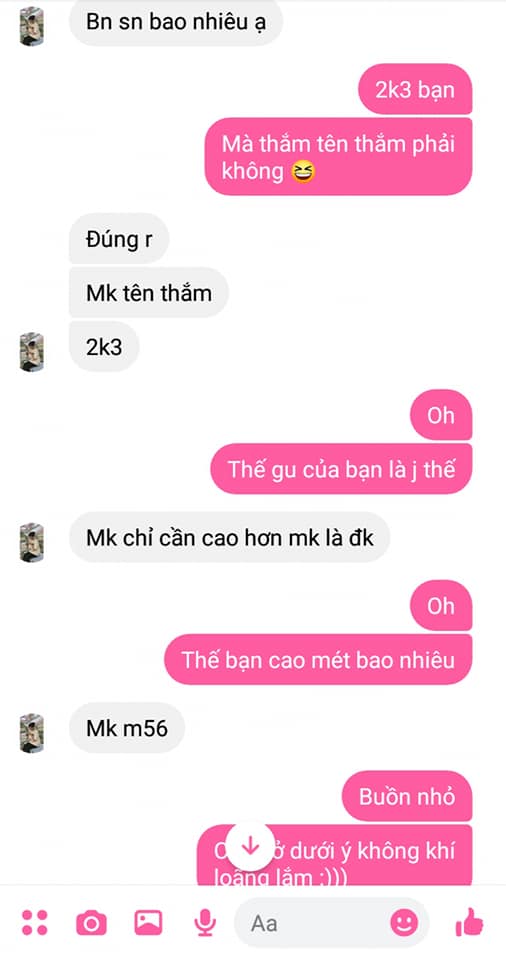 Bn sn bao nhiêu ạ
2k3 bạn
Mà thắm tên thắm phải
không 😆
Đúng r
Mk tên thắm
2k3
Oh
Thế gu của bạn là j thế
Mk chỉ cần cao hơn mk là đk
Oh
Thế bạn cao mét bao nhiêu
Mk m56
Buồn nhỏ
ở dưới ý không khí
loãng lắm :)))
Aa